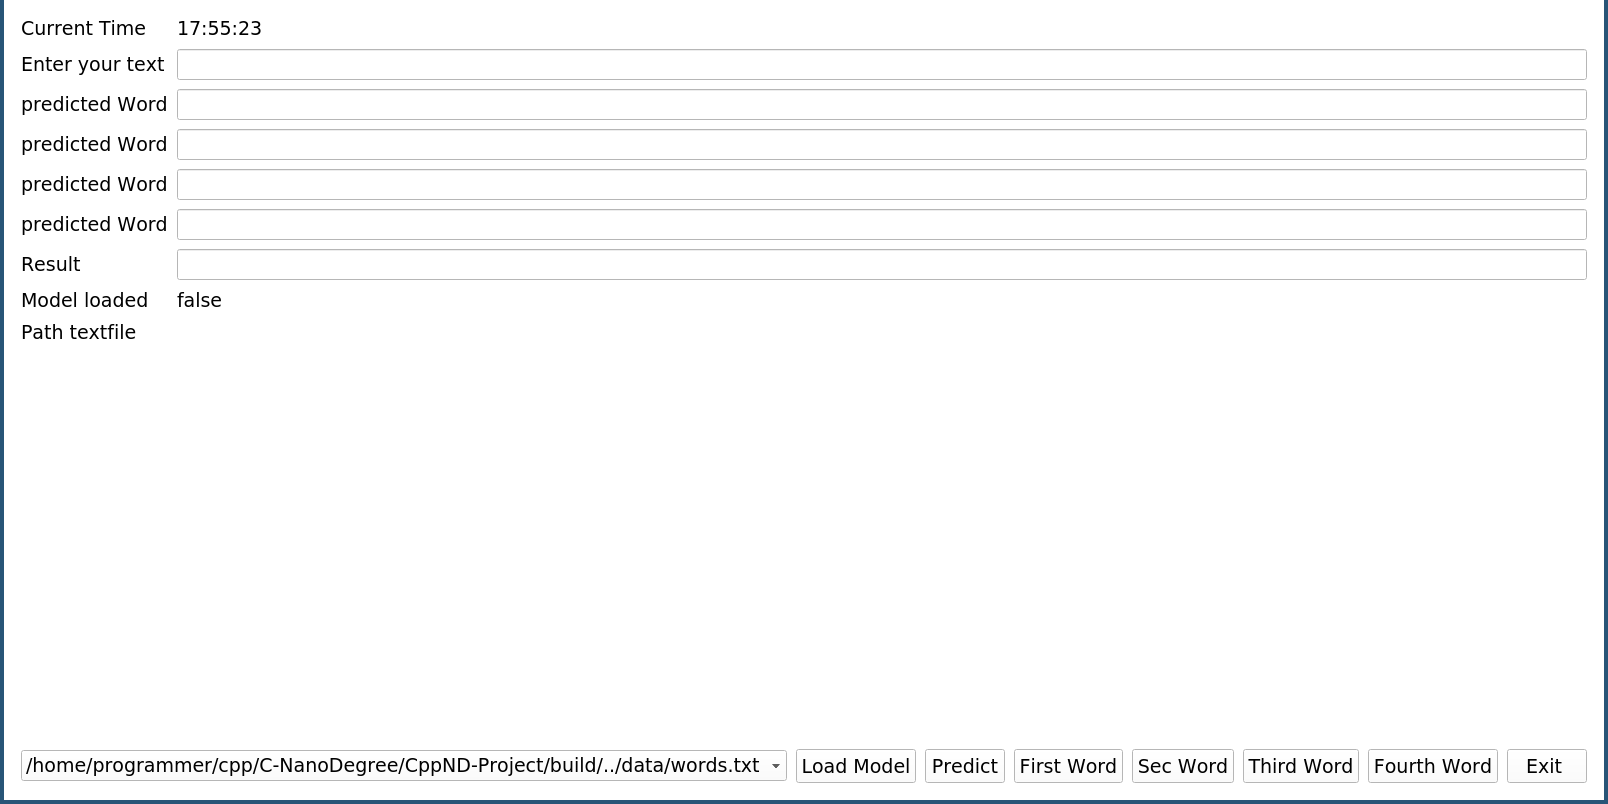 Current Time 17:55:23
Enter your text
predicted Word
predicted Word
predicted Word
predicted Word
Result
Model loaded false
Path textfile
/home/programmer/cpp/C-NanoDegree/CppND-Project/build/../data/words.txt Load Model Predict First Word Sec Word Third Word Fourth Word Exit